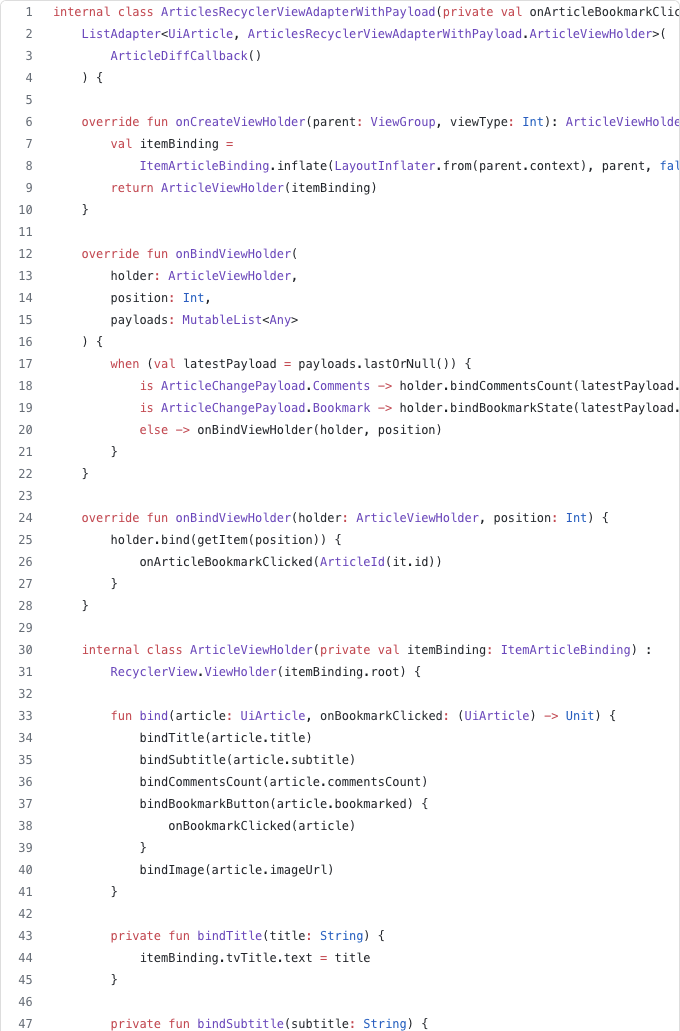 1 internal class ArticlesRecyclerViewAdapterWithPayload(private val onArticleBookmarkClic
2 ListAdapter<UiArticle, ArticlesRecyclerViewAdapterWithPayload.ArticleViewHolder>(
3 ArticleDiffCallback()
4 ) {
5
6 override fun onCreateViewHolder(parent: ViewGroup, viewType: Int): ArticleViewHolde
7 val itemBinding =
8 ItemArticleBinding.inflate(LayoutInflater.from(parent.context), parent, fal
9 return ArticleViewHolder(itemBinding)
10 }
11
12 override fun onBindViewHolder(
13 holder: ArticleViewHolder,
14 position: Int,
15 payloads: MutableList<Any>
16 ) {
17 when (val latestPayload = payloads.lastOrNull()) {
18 is ArticleChangePayload.Comments -> holder.bindCommentsCount(latestPayload.
19 is ArticleChangePayload.Bookmark -> holder.bindBookmarkState(latestPayload.
20 else -> onBindViewHolder(holder, position)
21 }
22 }
23
24 override fun onBindViewHolder(holder: ArticleViewHolder, position: Int) {
25 holder.bind(getItem(position)) {
26 onArticleBookmarkClicked(ArticleId(it.id))
27 }
28 }
29
30 internal class ArticleViewHolder(private val itemBinding: ItemArticleBinding) :
31 RecyclerView.ViewHolder(itemBinding.root) {
32
33 fun bind(article: UiArticle, onBookmarkClicked: (UiArticle) -> Unit) {
34 bindTitle(article.title)
35 bindSubtitle(article.subtitle)
36 bindCommentsCount(article.commentsCount)
37 bindBookmarkButton(article.bookmarked) {
38 onBookmarkClicked(article)
39 }
40 bindImage(article.imageUrl)
41 }
42
43 private fun bindTitle(title: String) {
44 itemBinding.tvTitle.text = title
45 }
46
47 private fun bindSubtitle(subtitle: String) {